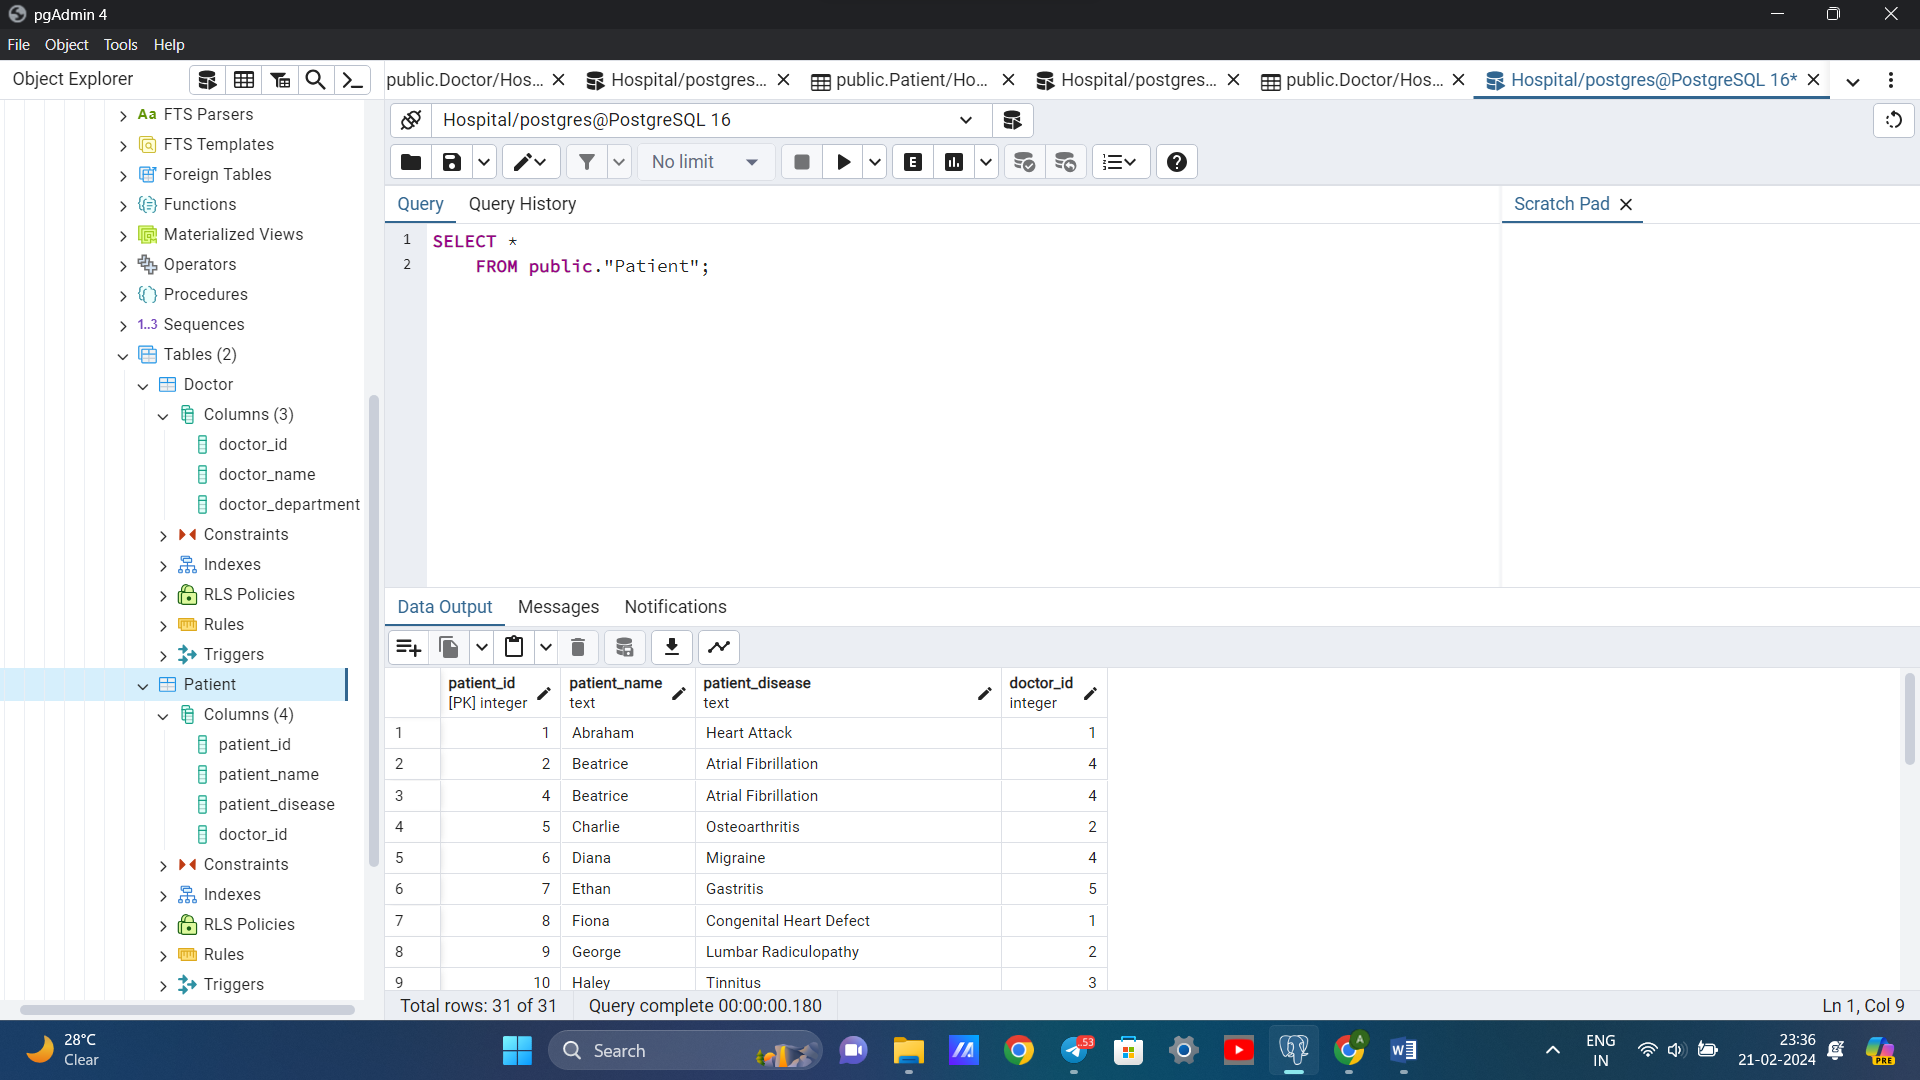 pgAdmin 4
File Object Tools Help
Object Explorer
public.Doctor/Hos... Hospital/postgres... public.Patient/Ho... Hospital/postgres... public.Doctor/Hos... Hospital/postgres@PostgreSQL 16*
Aa FTS Parsers
FTS Templates
Foreign Tables
Functions
Materialized Views
Operators
Procedures
1..3 Sequences
Tables (2)
Doctor
Columns (3)
doctor_id
doctor_name
doctor_department
Constraints
Indexes
RLS Policies
Rules
Triggers
Patient
Columns (4)
patient_id
patient_name
patient_disease
doctor_id
Constraints
Indexes
RLS Policies
Rules
Triggers
Hospital/postgres@PostgreSQL 16
No limit
E
Query Query History
Scratch Pad
1 SELECT *
2 FROM public."Patient";
Data Output Messages Notifications
patient_id patient_name patient_disease doctor_id
[PK] integer text text integer
1 1 Abraham Heart Attack 1
2 2 Beatrice Atrial Fibrillation 4
3 4 Beatrice Atrial Fibrillation 4
4 5 Charlie Osteoarthritis 2
5 6 Diana Migraine 4
6 7 Ethan Gastritis 5
7 8 Fiona Congenital Heart Defect 1
8 9 George Lumbar Radiculopathy 2
9 10 Haley Tinnitus 3
Total rows: 31 of 31 Query complete 00:00:00.180
Ln 1, Col 9
28°C
Clear
Search
..53
A
W
ENG
IN
23:36
21-02-2024
PRE